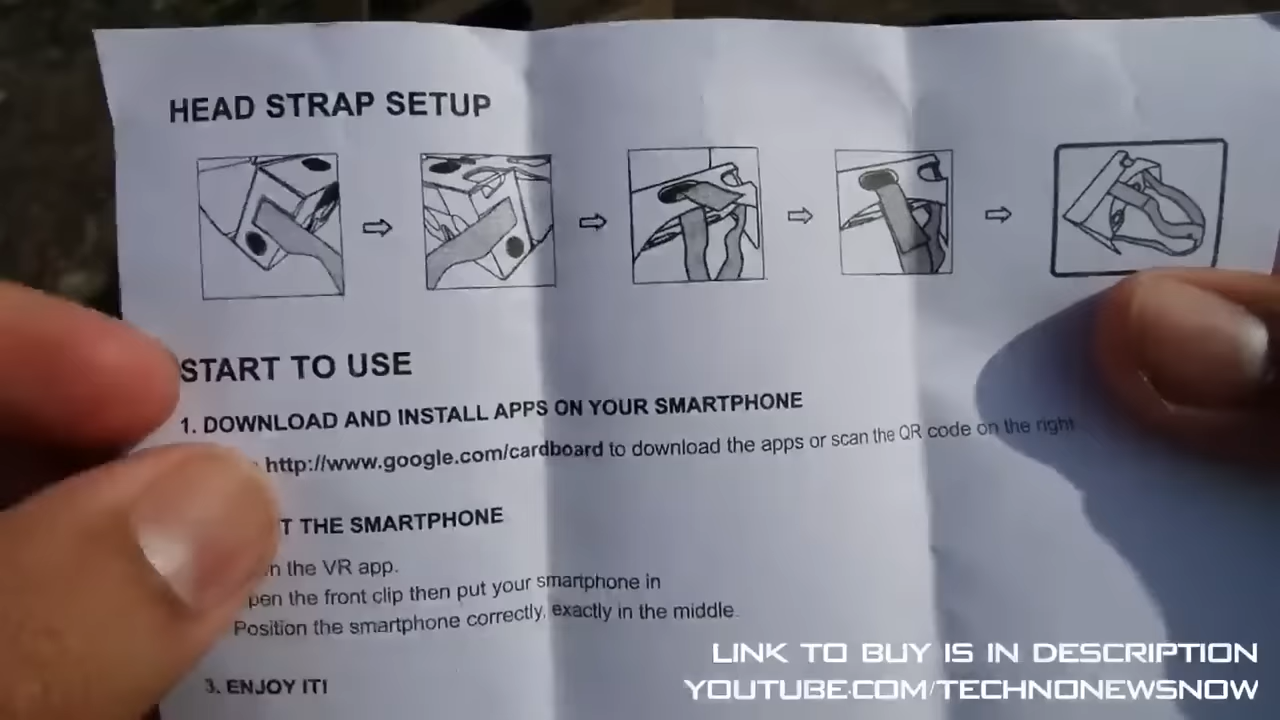 HEAD STRAP SETUP
START TO USE
1. DOWNLOAD AND INSTALL APPS ON YOUR SMARTPHONE
http://www.google.com/cardboard to download the apps or scan the QR code on the right
THE SMARTPHONE
the VR app.
the front clip then put your smartphone in
Position the smartphone correctly, exactly in the middle.
3. ENJOY IT!
LINK TO BUY IS IN DESCRIPTION
YOUTUBE.COM/TECHNONEWSNOW